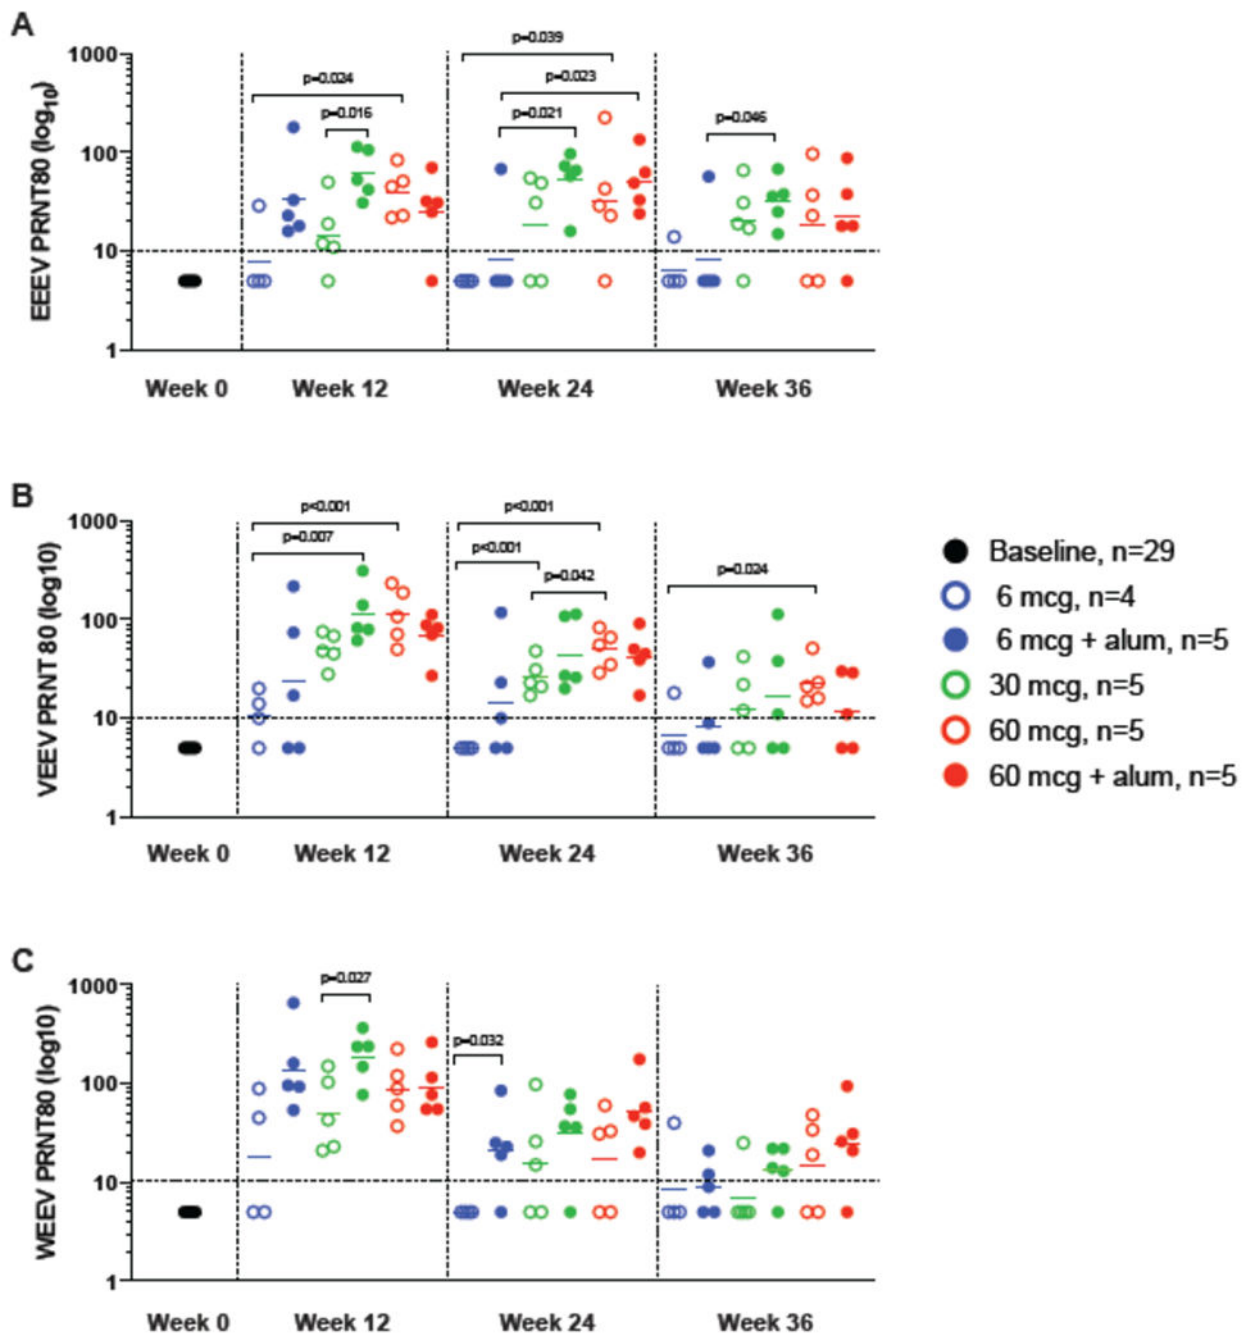 A
EEEV PRNT80 (log10)
1000
100
10
1
p=0.024
p=0.016
p=0.039
p=0.023
p=0.021
p=0.046
Week 0 Week 12 Week 24 Week 36
B
VEEV PRNT 80 (log10)
1000
100
10
1
p<0.001
p=0.007
p<0.001
p<0.001
p=0.042
p=0.024
Week 0 Week 12 Week 24 Week 36
Baseline, n=29
6 mcg, n=4
6 mcg + alum, n=5
30 mcg, n=5
60 mcg, n=5
60 mcg + alum, n=5
C
WEEV PRNT80 (log10)
1000
100
10
1
p=0.027
p=0.032
Week 0 Week 12 Week 24 Week 36